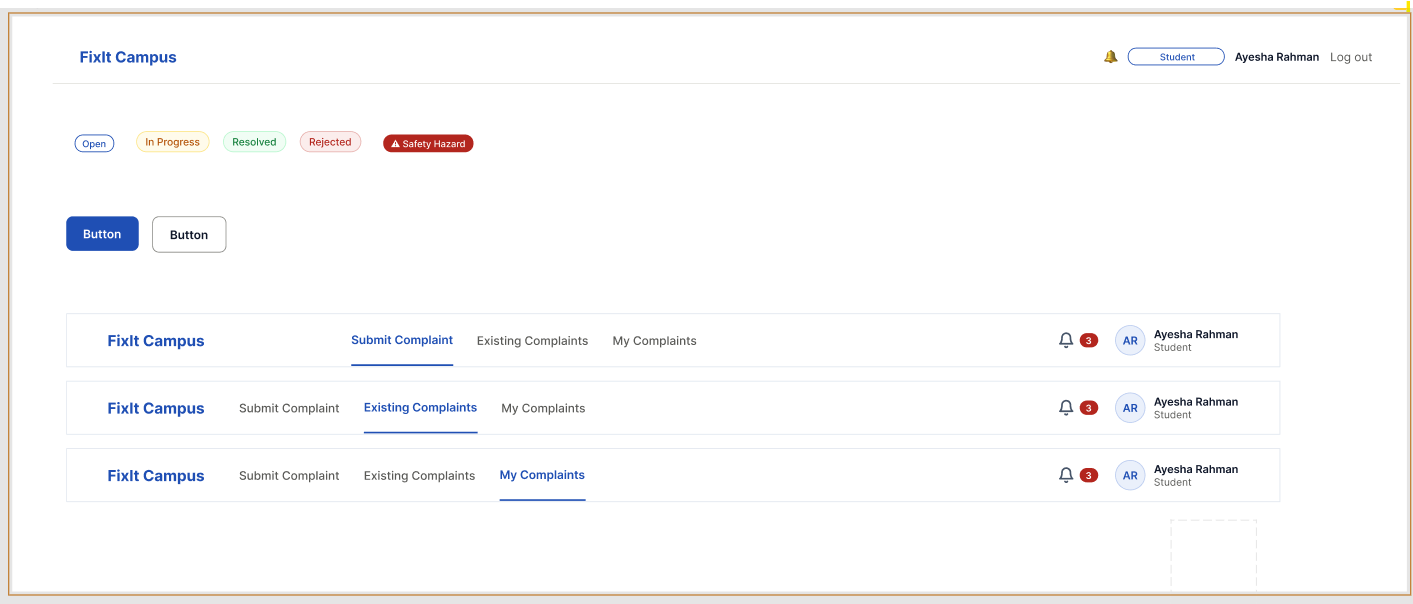 FixIt Campus
Student Ayesha Rahman Log out
Open In Progress Resolved Rejected Safety Hazard
Button Button
FixIt Campus Submit Complaint Existing Complaints My Complaints 3 AR Ayesha Rahman
Student
FixIt Campus Submit Complaint Existing Complaints My Complaints 3 AR Ayesha Rahman
Student
FixIt Campus Submit Complaint Existing Complaints My Complaints 3 AR Ayesha Rahman
Student